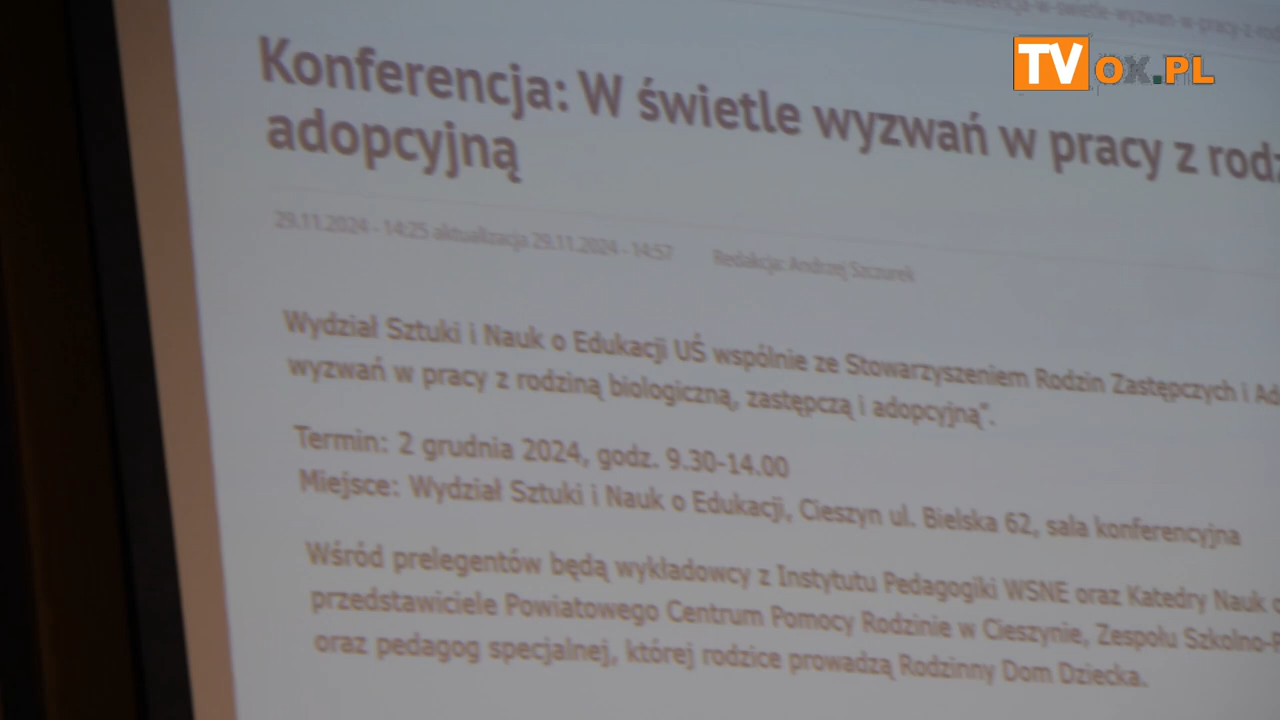 TVOX.PL
Konferencja: W świetle wyzwań w pracy z
adopcyjną
29.11.2024 - 14:25 aktualizacja 29.11.2024 - 14:57 Redakcja: Andrzej Szczurek
Wydział Sztuki i Nauk o Edukacji UŚ wspólnie ze Stowarzyszeniem Rodzin Zastępczych i
wyzwań w pracy z rodziną biologiczną, zastępczą i adopcyjną”.
Termin: 2 grudnia 2024, godz. 9.30-14.00
Miejsce: Wydział Sztuki i Nauk o Edukacji, Cieszyn ul. Bielska 62, sala konferencyjna
Wśród prelegentów będą wykładowcy z Instytutu Pedagogiki WSNE oraz Katedry Nauk
przedstawiciele Powiatowego Centrum Pomocy Rodzinie w Cieszynie, Zespołu
oraz pedagog specjalnej, której rodzice prowadzą Rodzinny Dom Dziecka.